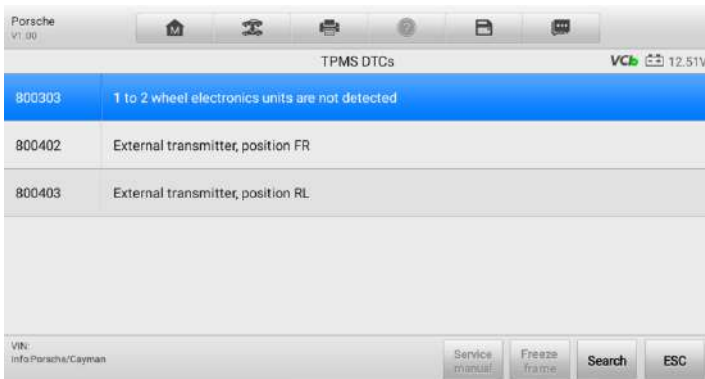 Porsche
V1.00
M
?
TPMS DTCs
VCI 12.51V
800303 1 to 2 wheel electronics units are not detected
800402 External transmitter, position FR
800403 External transmitter, position RL
VIN:
Info:Porsche/Cayman
Service manual
Freeze frame
Search
ESC